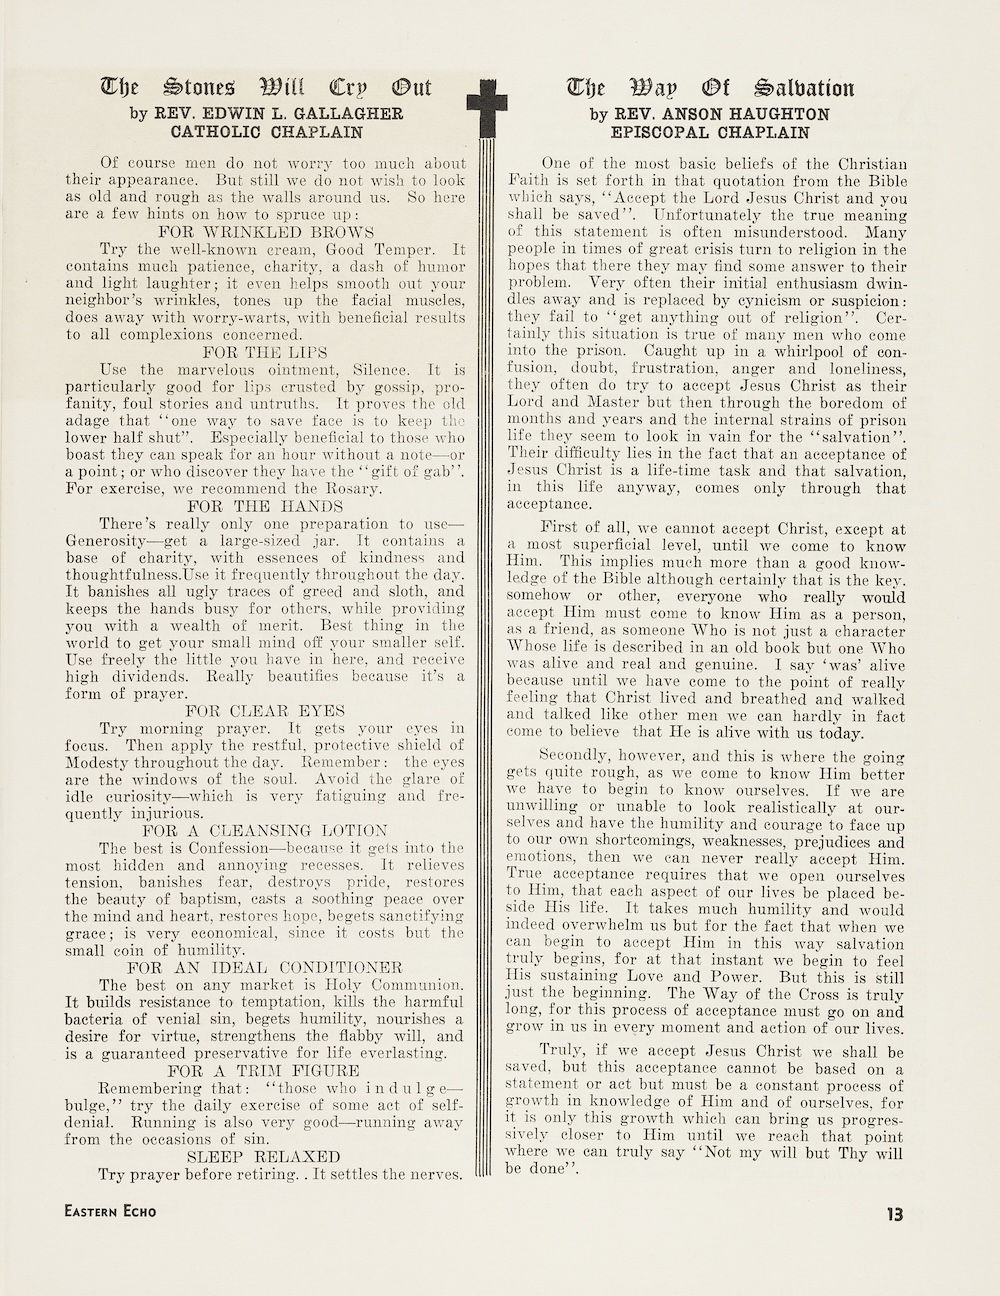 The Stones Will Cry Out
by REV. EDWIN L. GALLAGHER
CATHOLIC CHAPLAIN
Of course men do not worry too much about
their appearance. But still we do not wish to look
as old and rough as the walls around us. So here
are a few hints on how to spruce up:
FOR WRINKLED BROWS
Try the well-known cream, Good Temper. It
contains much patience, charity, a dash of humor
and light laughter; it even helps smooth out your
neighbor's wrinkles, tones up the facial muscles,
does away with worry-warts, with beneficial results
to all complexions concerned.
FOR THE LIPS
Use the marvelous ointment, Silence. It is
particularly good for lips crusted by gossip, pro-
fanity, foul stories and untruths. It proves the old
adage that "one way to save face is to keep the
lower half shut". Especially beneficial to those who
boast they can speak for an hour without a note—or
a point; or who discover they have the "gift of gab".
For exercise, we recommend the Rosary.
FOR THE HANDS
There's really only one preparation to use—
Generosity—get a large-sized jar. It contains a
base of charity, with essences of kindness and
thoughtfulness.Use it frequently throughout the day.
It banishes all ugly traces of greed and sloth, and
keeps the hands busy for others, while providing
you with a wealth of merit. Best thing in the
world to get your small mind off your smaller self.
Use freely the little you have in here, and receive
high dividends. Really beautifies because it's a
form of prayer.
FOR CLEAR EYES
Try morning prayer. It gets your eyes in
focus. Then apply the restful, protective shield of
Modesty throughout the day. Remember: the eyes
are the windows of the soul. Avoid the glare of
idle curiosity—which is very fatiguing and fre-
quently injurious.
FOR A CLEANSING LOTION
The best is Confession—because it gets into the
most hidden and annoying recesses. It relieves
tension, banishes fear, destroys pride, restores
the beauty of baptism, casts a soothing peace over
the mind and heart, restores hope, begets sanctifying
grace; is very economical, since it costs but the
small coin of humility.
FOR AN IDEAL CONDITIONER
The best on any market is Holy Communion.
It builds resistance to temptation, kills the harmful
bacteria of venial sin, begets humility, nourishes a
desire for virtue, strengthens the flabby will, and
is a guaranteed preservative for life everlasting.
FOR A TRIM FIGURE
Remembering that: "those who i n d u l g e—
bulge," try the daily exercise of some act of self-
denial. Running is also very good—running away
from the occasions of sin.
SLEEP RELAXED
Try prayer before retiring. . It settles the nerves.
The Way Of Salvation
by REV. ANSON HAUGHTON
EPISCOPAL CHAPLAIN
One of the most basic beliefs of the Christian
Faith is set forth in that quotation from the Bible
which says, "Accept the Lord Jesus Christ and you
shall be saved". Unfortunately the true meaning
of this statement is often misunderstood. Many
people in times of great crisis turn to religion in the
hopes that there they may find some answer to their
problem. Very often their initial enthusiasm dwin-
dles away and is replaced by cynicism or suspicion:
they fail to "get anything out of religion". Cer-
tainly this situation is true of many men who come
into the prison. Caught up in a whirlpool of con-
fusion, doubt, frustration, anger and loneliness,
they often do try to accept Jesus Christ as their
Lord and Master but then through the boredom of
months and years and the internal strains of prison
life they seem to look in vain for the "salvation".
Their difficulty lies in the fact that an acceptance of
Jesus Christ is a life-time task and that salvation,
in this life anyway, comes only through that
acceptance.
First of all, we cannot accept Christ, except at
a most superficial level, until we come to know
Him. This implies much more than a good know-
ledge of the Bible although certainly that is the key.
somehow or other, everyone who really would
accept Him must come to know Him as a person,
as a friend, as someone Who is not just a character
Whose life is described in an old book but one Who
was alive and real and genuine. I say 'was' alive
because until we have come to the point of really
feeling that Christ lived and breathed and walked
and talked like other men we can hardly in fact
come to believe that He is alive with us today.
Secondly, however, and this is where the going
gets quite rough, as we come to know Him better
we have to begin to know ourselves. If we are
unwilling or unable to look realistically at our-
selves and have the humility and courage to face up
to our own shortcomings, weaknesses, prejudices and
emotions, then we can never really accept Him.
True acceptance requires that we open ourselves
to Him, that each aspect of our lives be placed be-
side His life. It takes much humility and would
indeed overwhelm us but for the fact that when we
can begin to accept Him in this way salvation
truly begins, for at that instant we begin to feel
His sustaining Love and Power. But this is still
just the beginning. The Way of the Cross is truly
long, for this process of acceptance must go on and
grow in us in every moment and action of our lives.
Truly, if we accept Jesus Christ we shall be
saved, but this acceptance cannot be based on a
statement or act but must be a constant process of
growth in knowledge of Him and of ourselves, for
it is only this growth which can bring us progres-
sively closer to Him until we reach that point
where we can truly say "Not my will but Thy will
be done".
EASTERN ECHO
13